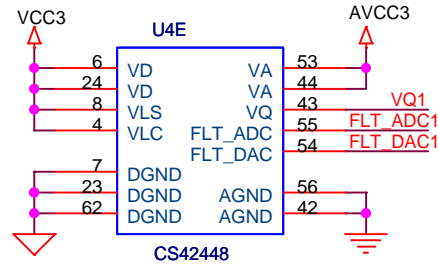 VCC3 AVCC3
U4E
6 VD VA 53
24 VD VA 44
8 VLS VQ 43 VQ1
4 VLC FLT_ADC 55 FLT_ADC1
FLT_DAC 54 FLT_DAC1
7 DGND
23 DGND AGND 56
62 DGND AGND 42
CS42448